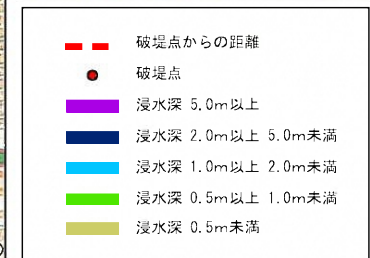 破堤点からの距離
破堤点
浸水深 5.0m以上
浸水深 2.0m以上 5.0m未満
浸水深 1.0m以上 2.0m未満
浸水深 0.5m以上 1.0m未満
浸水深 0.5m未満